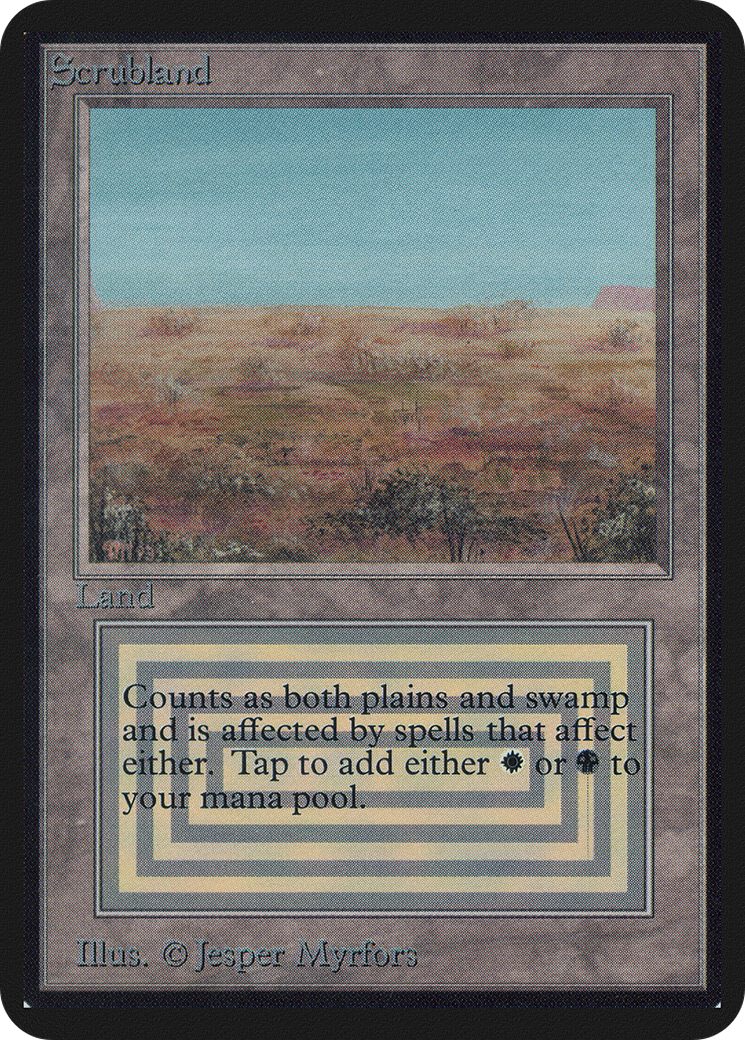 Scrubland
Land
Counts as both plains and swamp
and is affected by spells that affect
either. Tap to add either or to
your mana pool.
Illus. © Jesper Myrfors